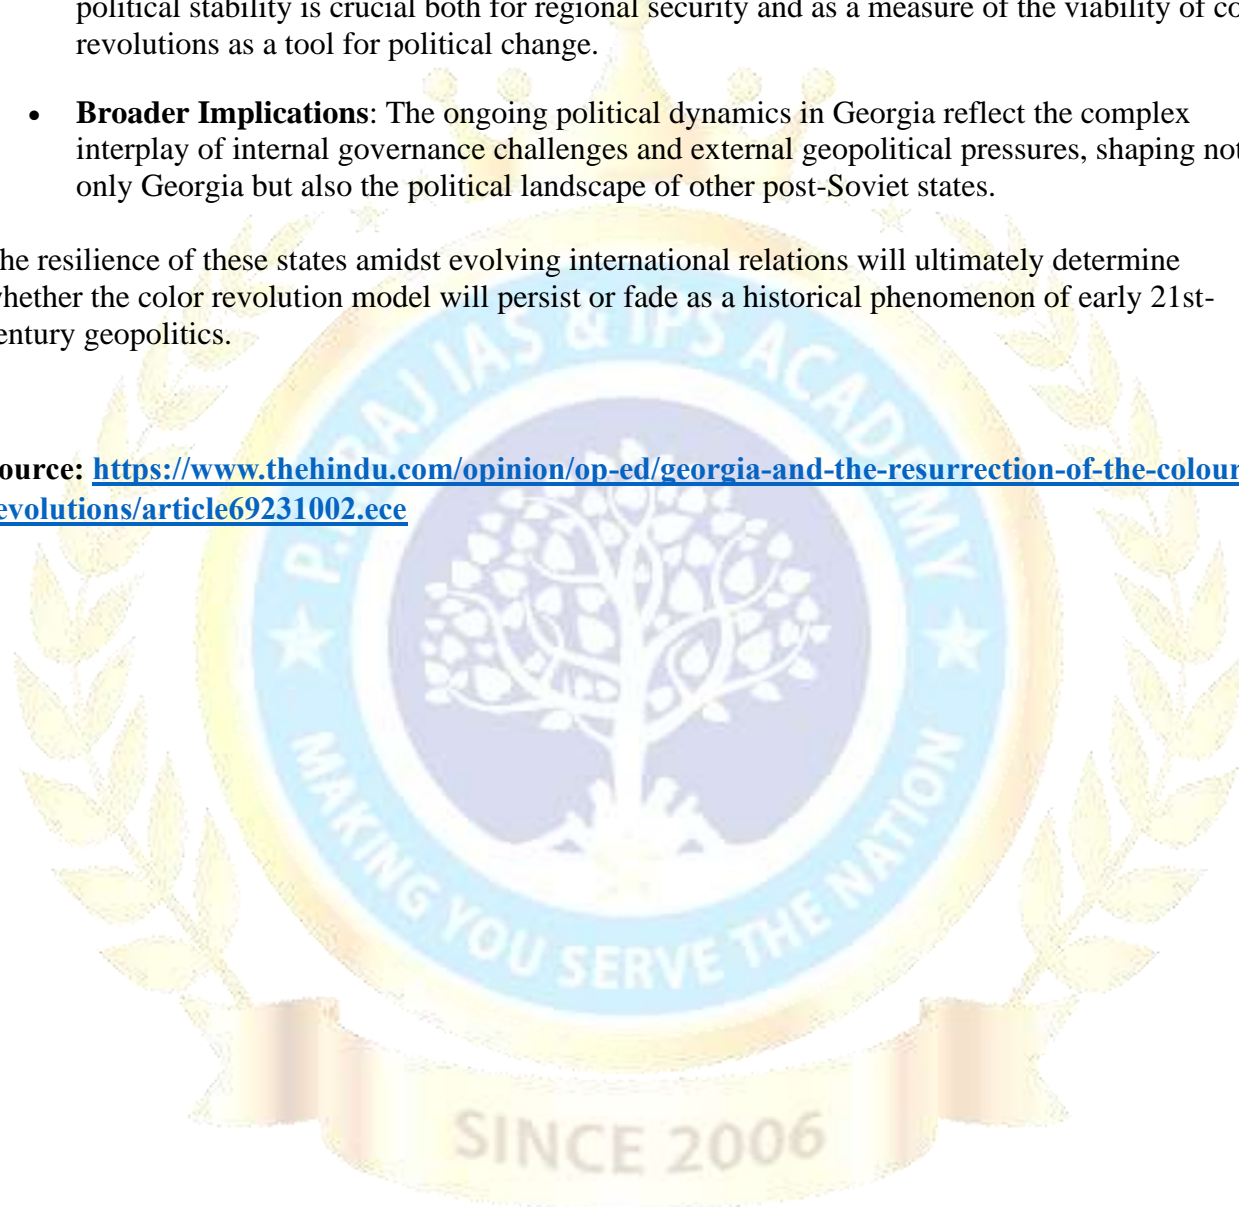 political stability is crucial both for regional security and as a measure of the viability of co
revolutions as a tool for political change.
• Broader Implications: The ongoing political dynamics in Georgia reflect the complex
interplay of internal governance challenges and external geopolitical pressures, shaping not
only Georgia but also the political landscape of other post-Soviet states.
he resilience of these states amidst evolving international relations will ultimately determine
whether the color revolution model will persist or fade as a historical phenomenon of early 21st-
entury geopolitics.
ource: https://www.thehindu.com/opinion/op-ed/georgia-and-the-resurrection-of-the-colour
evolutions/article69231002.ece
RAJ IAS & IPS ACADEMY
MAKING YOU SERVE THE NATION
SINCE 2006